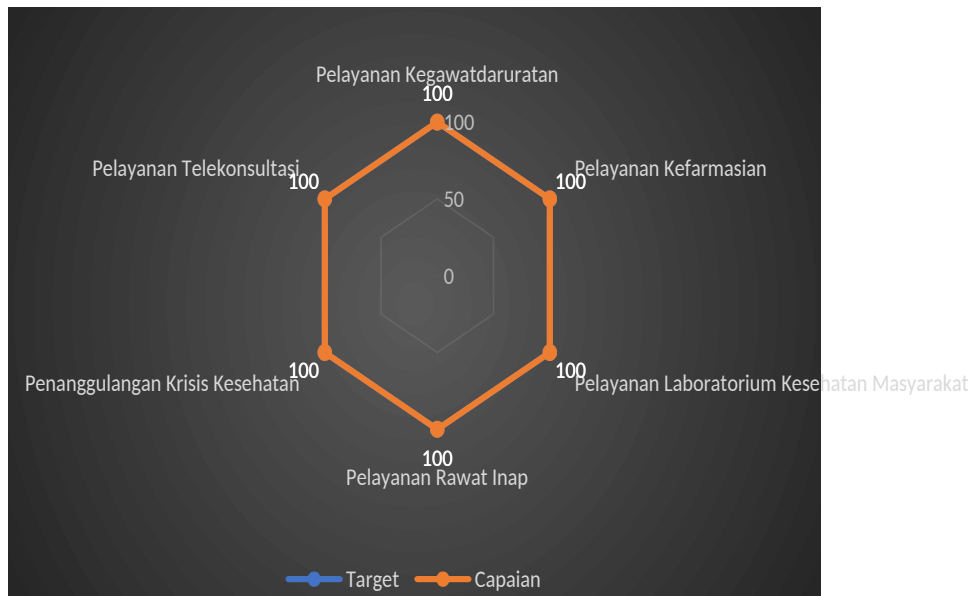 Pelayanan Kegawatdaruratan
100
100
Pelayanan Telekonsultasi
100
100
Pelayanan Kefarmasian
50
0
Penanggulangan Krisis Kesehatan
100
100
Pelayanan Laboratorium Kesehatan Masyarakat
100
Pelayanan Rawat Inap
Target
Capaian